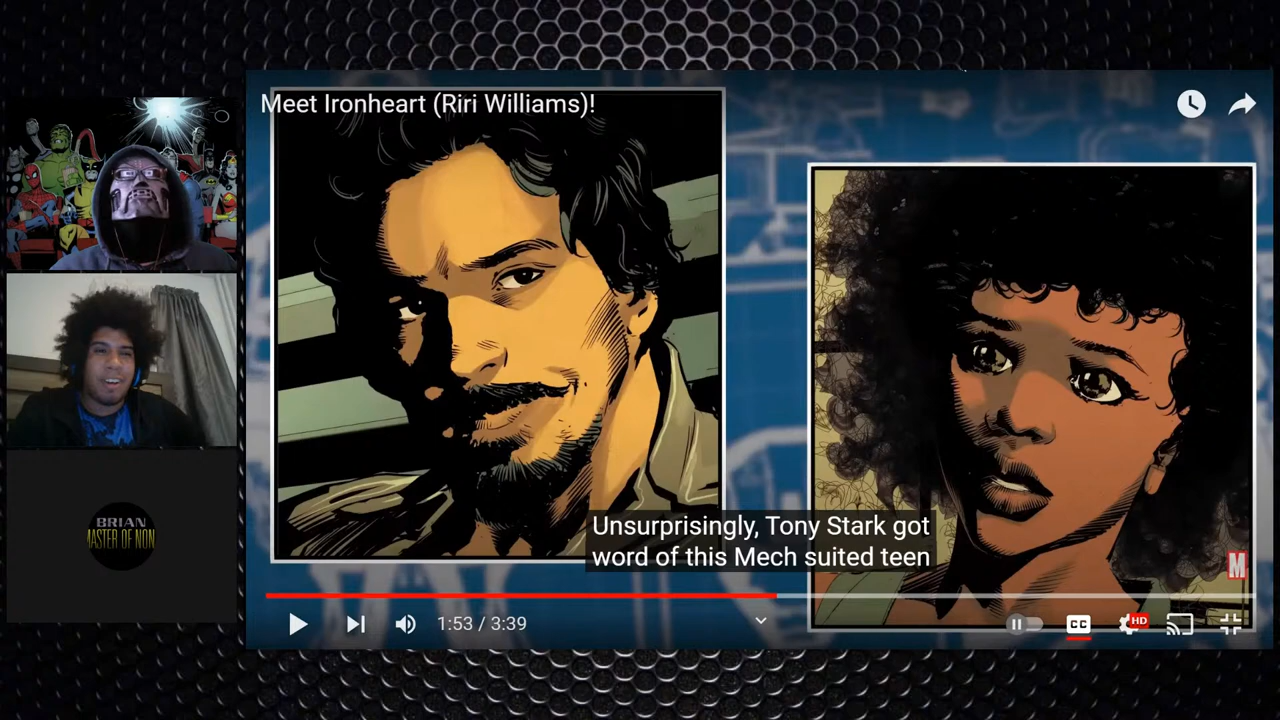 Meet Ironheart (Riri Williams)!
BRIAN
MASTER OF NON
Unsurprisingly, Tony Stark got
word of this Mech suited teen
M
1:53 / 3:39
CC
HD